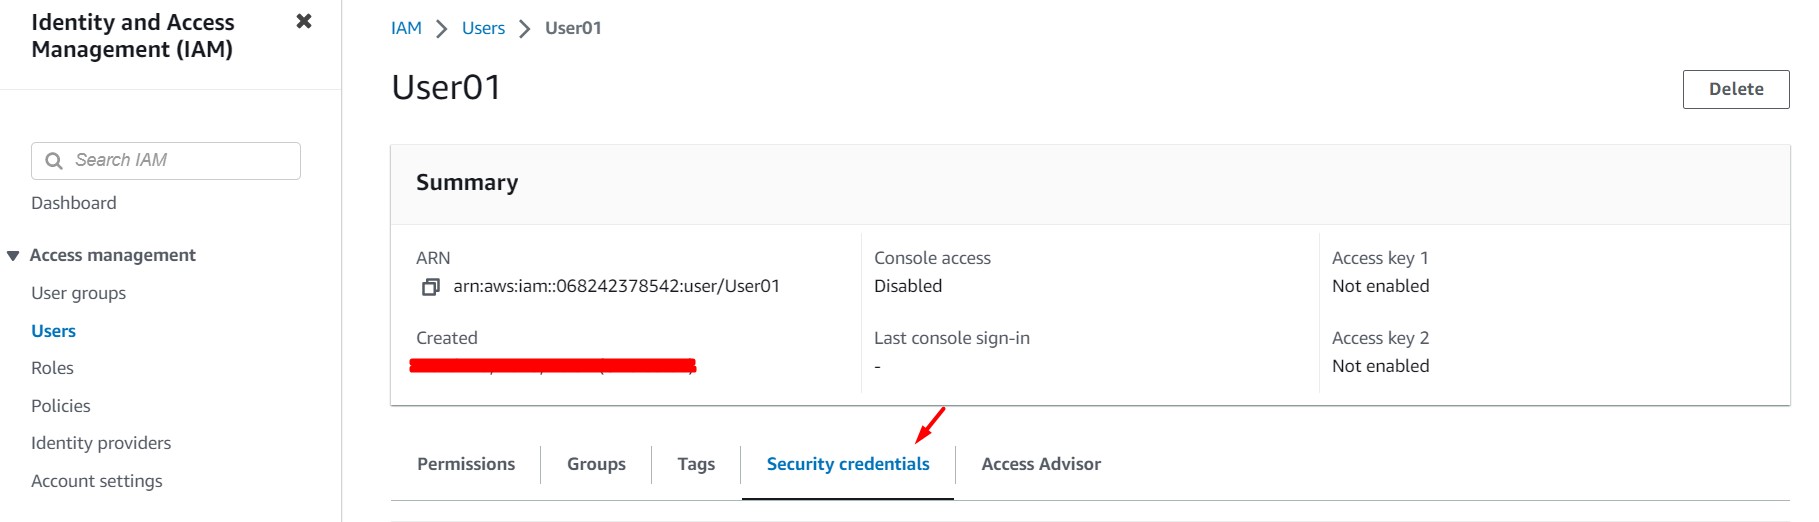 Identity and Access
Management (IAM)
Search IAM
Dashboard
Access management
User groups
Users
Roles
Policies
Identity providers
Account settings
IAM > Users > User01
User01
Delete
Summary
ARN
arn:aws:iam::068242378542:user/User01
Created
Console access
Disabled
Last console sign-in
-
Access key 1
Not enabled
Access key 2
Not enabled
Permissions Groups Tags Security credentials Access Advisor